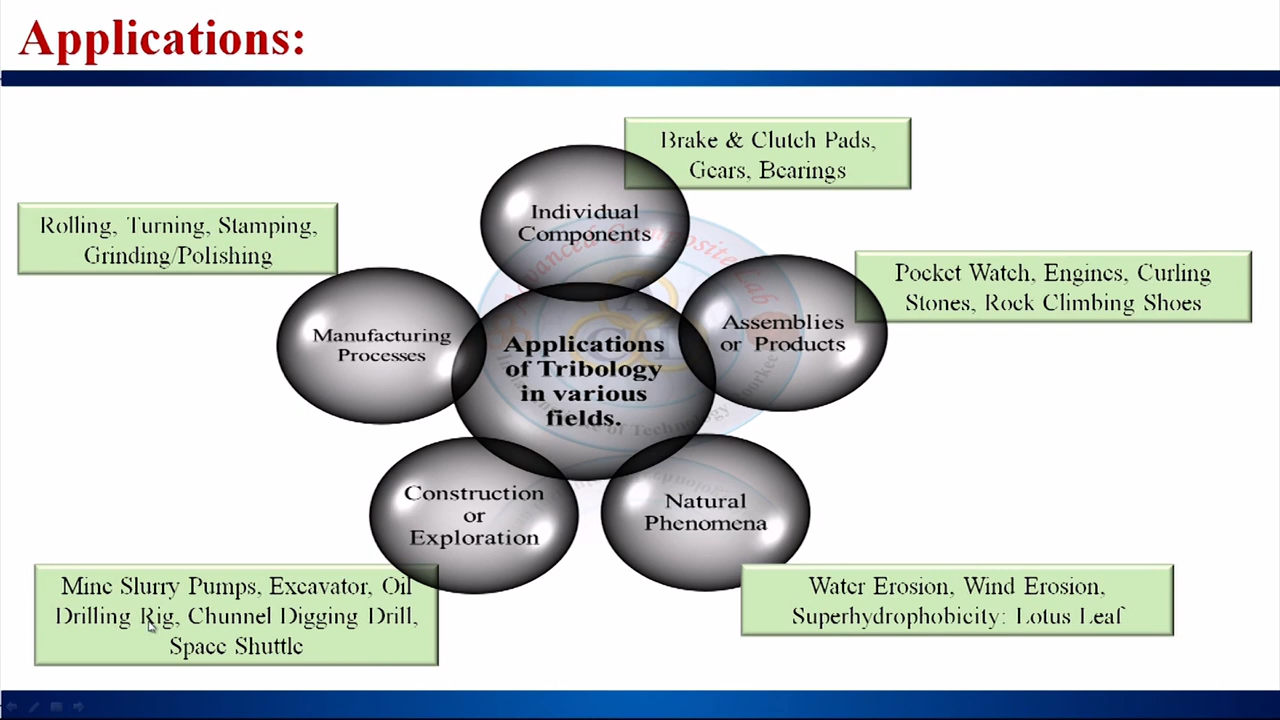 Applications:
Brake & Clutch Pads,
Gears, Bearings
Individual
Components
Rolling, Turning, Stamping,
Grinding/Polishing
Pocket Watch, Engines, Curling
Stones, Rock Climbing Shoes
Manufacturing
Processes
Assemblies
or Products
Applications
of Tribology
in various
fields.
Construction
or
Exploration
Natural
Phenomena
Mine Slurry Pumps, Excavator, Oil
Drilling Rig, Chunnel Digging Drill,
Space Shuttle
Water Erosion, Wind Erosion,
Superhydrophobicity: Lotus Leaf